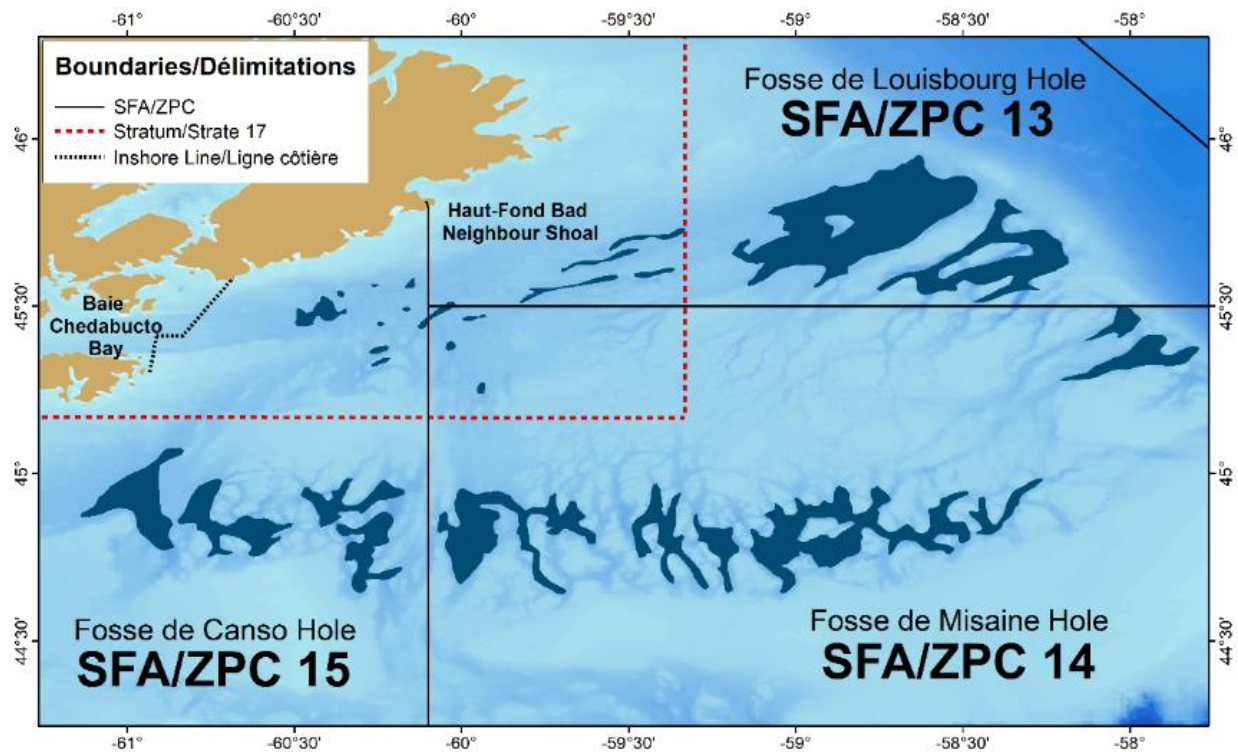 -61°
-60°30'
-60°
-59°30'
-59°
-58°30'
-58°
Boundaries/Délimitations
SFA/ZPC
Stratum/Strate 17
Inshore Line/Ligne côtière
Fosse de Louisbourg Hole
SFA/ZPC 13
46°
46°
Haut-Fond Bad
Neighbour Shoal
Baie
Chedabucto
Bay
45°30'
45°30'
45°
45°
Fosse de Canso Hole
SFA/ZPC 15
Fosse de Misaine Hole
SFA/ZPC 14
44°30'
44°30'
-61°
-60°30'
-60°
-59°30'
-59°
-58°30'
-58°